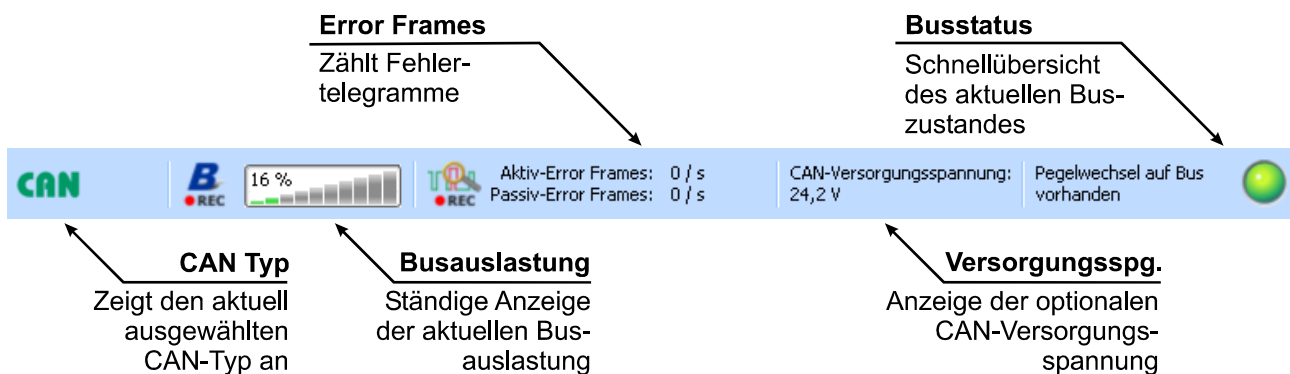 Error Frames
Zählt Fehler-
telegramme
Busstatus
Schnellübersicht
des aktuellen Bus-
zustandes
CAN
B
REC
16 %
REC
Aktiv-Error Frames: 0 / s
Passiv-Error Frames: 0 / s
CAN-Versorgungsspannung:
24,2 V
Pegelwechsel auf Bus
vorhanden
CAN Typ
Zeigt den aktuell
ausgewählten
CAN-Typ an
Busauslastung
Ständige Anzeige
der aktuellen Bus-
auslastung
Versorgungsspg.
Anzeige der optionalen
CAN-Versorgungs-
spannung